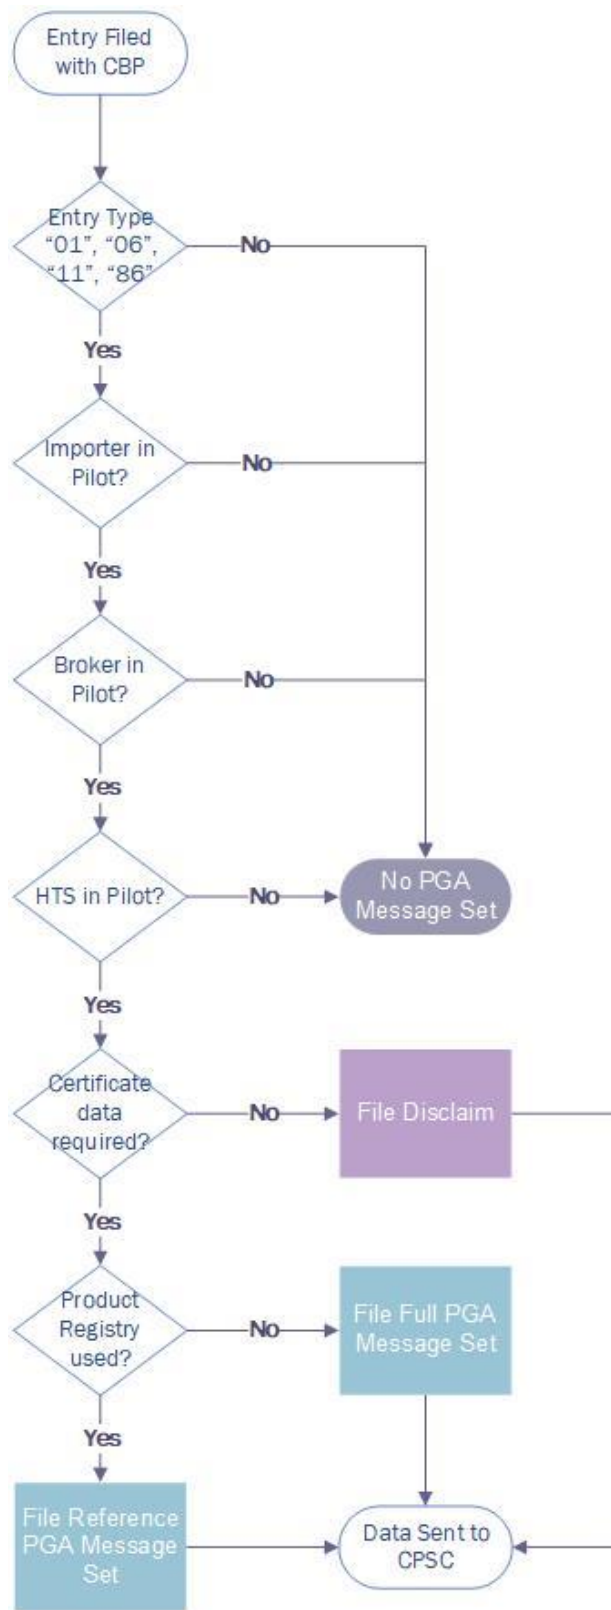 Entry Filed
with CBP
Entry Type
“01”, “06”,
“11”, “86”
No
Yes
Importer in
Pilot?
No
Yes
Broker in
Pilot?
No
Yes
HTS in Pilot?
No
No PGA
Message Set
Yes
Certificate
data
required?
No
File Disclaim
Yes
Product
Registry
used?
No
File Full PGA
Message Set
Yes
File Reference
PGA Message
Set
Data Sent to
CPSC